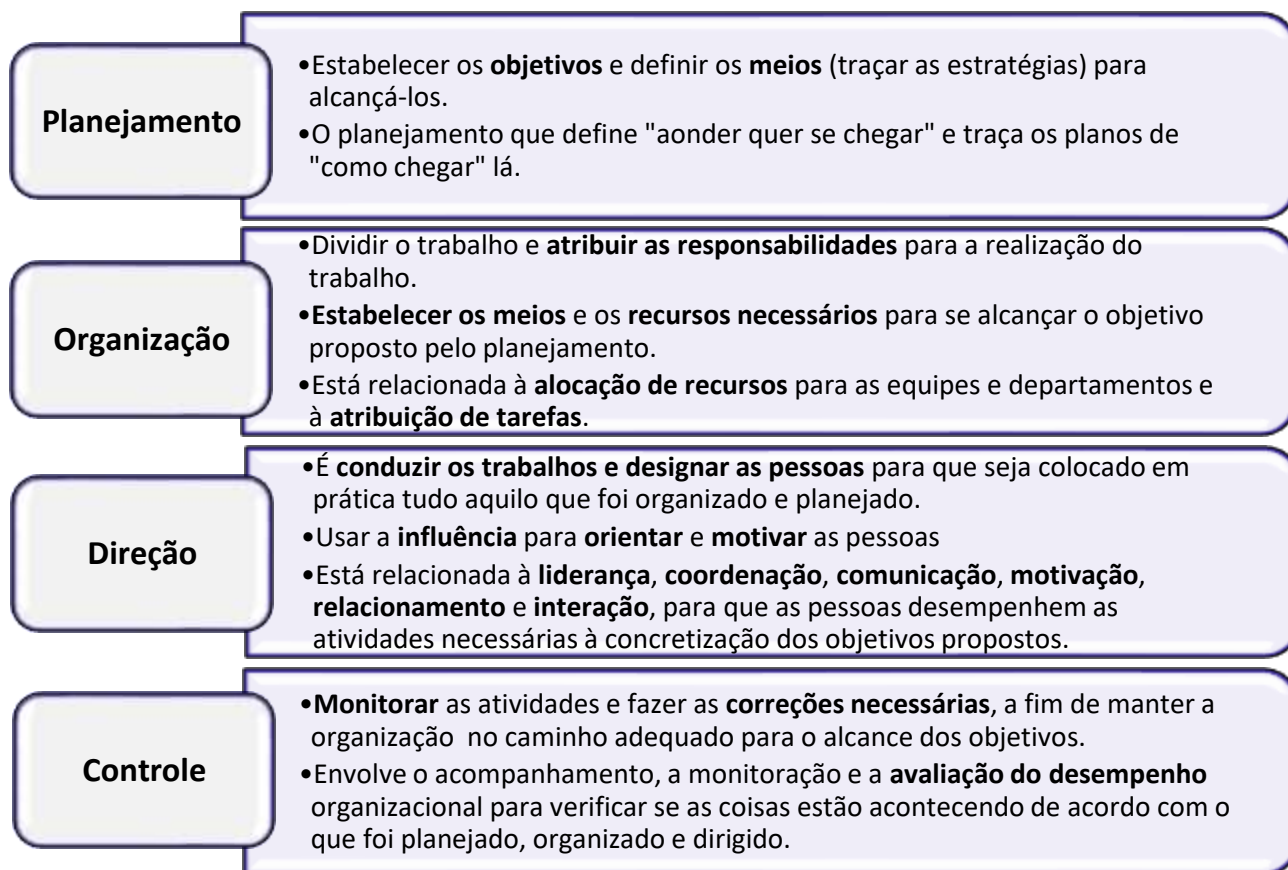 Planejamento
•Estabelecer os objetivos e definir os meios (traçar as estratégias) para
alcançá-los.
•O planejamento que define "aonder quer se chegar" e traça os planos de
"como chegar" lá.
Organização
•Dividir o trabalho e atribuir as responsabilidades para a realização do
trabalho.
•Estabelecer os meios e os recursos necessários para se alcançar o objetivo
proposto pelo planejamento.
•Está relacionada à alocação de recursos para as equipes e departamentos e
à atribuição de tarefas.
Direção
•É conduzir os trabalhos e designar as pessoas para que seja colocado em
prática tudo aquilo que foi organizado e planejado.
•Usar a influência para orientar e motivar as pessoas
•Está relacionada à liderança, coordenação, comunicação, motivação,
relacionamento e interação, para que as pessoas desempenhem as
atividades necessárias à concretização dos objetivos propostos.
Controle
•Monitorar as atividades e fazer as correções necessárias, a fim de manter a
organização no caminho adequado para o alcance dos objetivos.
•Envolve o acompanhamento, a monitoração e a avaliação do desempenho
organizacional para verificar se as coisas estão acontecendo de acordo com o
que foi planejado, organizado e dirigido.